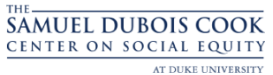 THE
SAMUEL DUBOIS COOK
CENTER ON SOCIAL EQUITY
AT DUKE UNIVERSITY